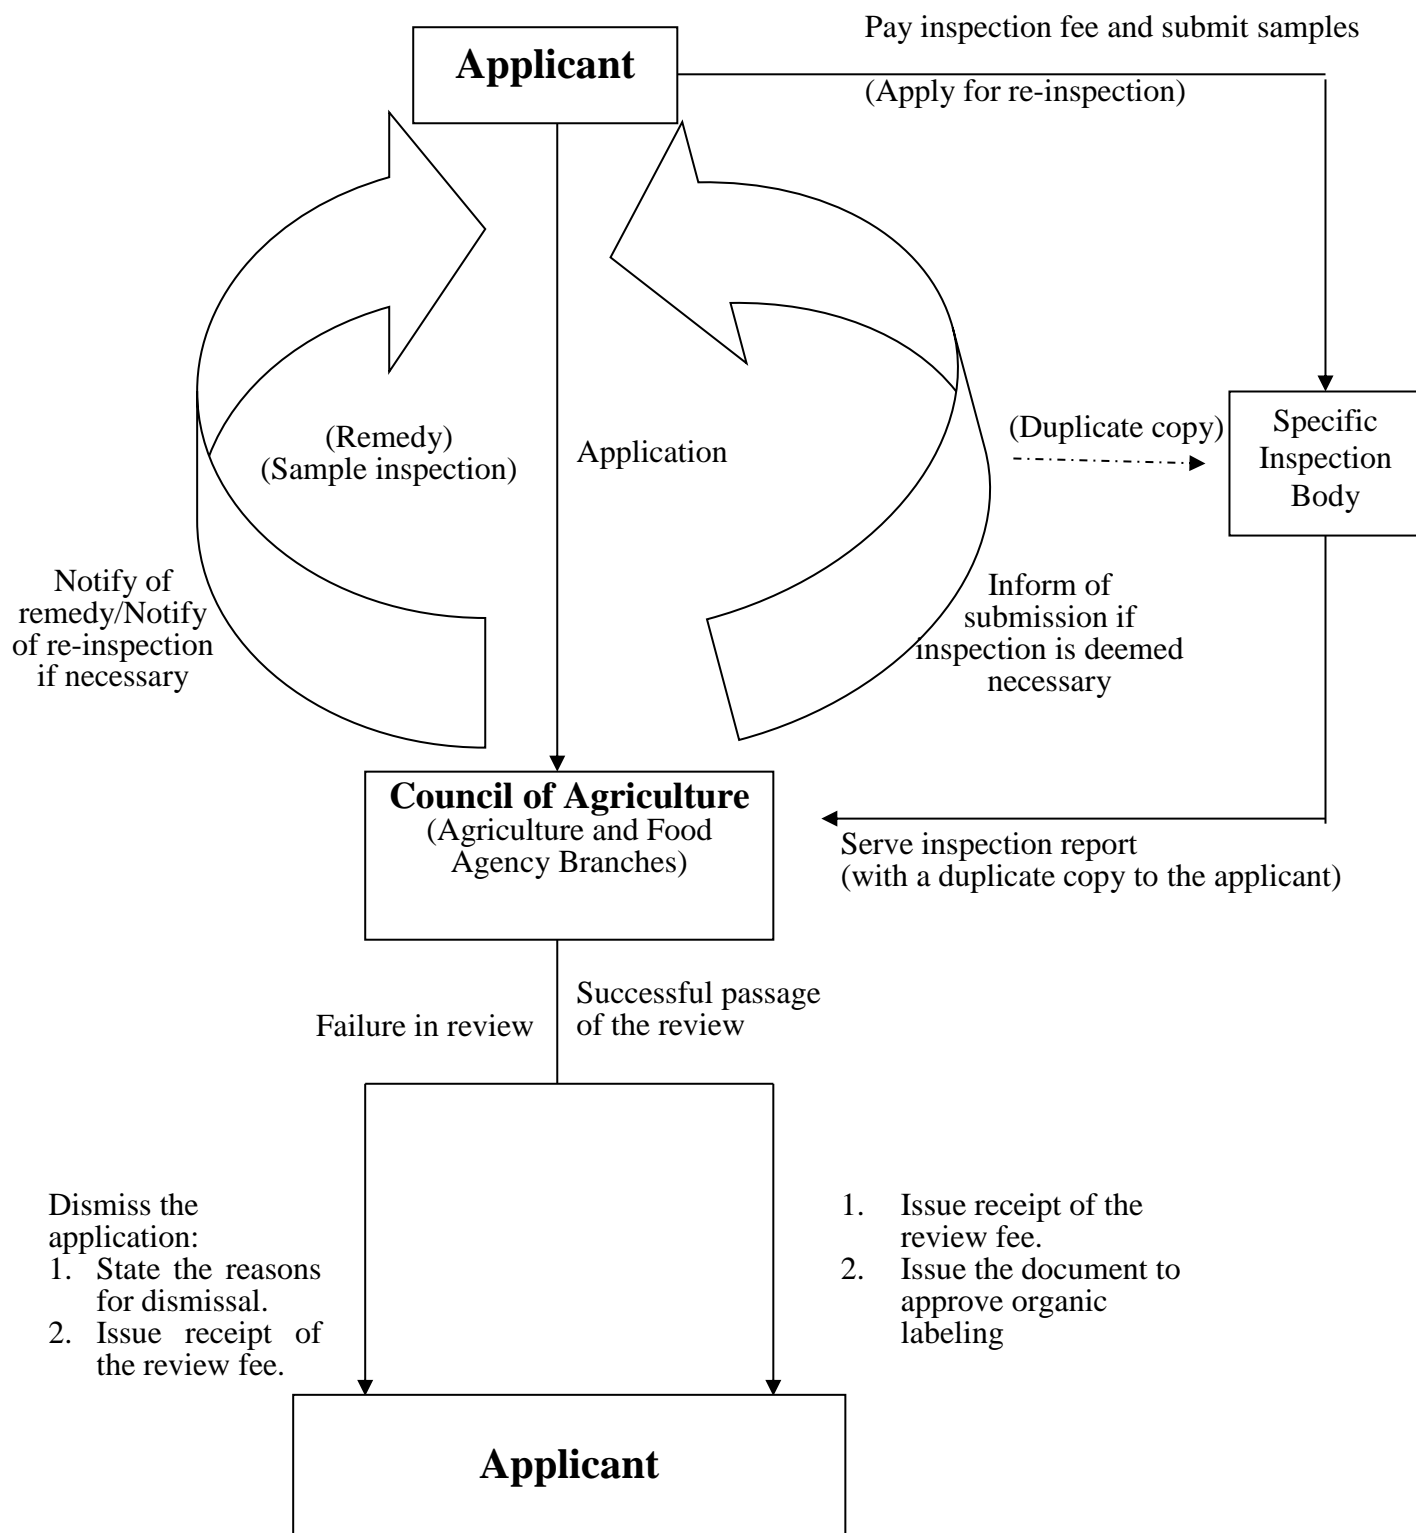 Pay inspection fee and submit samples
Applicant
(Apply for re-inspection)
(Remedy)
(Sample inspection)
Application
(Duplicate copy)
Specific
Inspection
Body
Notify of
remedy/Notify
of re-inspection
if necessary
Inform of
submission if
inspection is deemed
necessary
Council of Agriculture
(Agriculture and Food
Agency Branches)
Serve inspection report
(with a duplicate copy to the applicant)
Failure in review
Successful passage
of the review
Dismiss the
application:
1. State the reasons
for dismissal.
2. Issue receipt of
the review fee.
1. Issue receipt of the
review fee.
2. Issue the document to
approve organic
labeling
Applicant